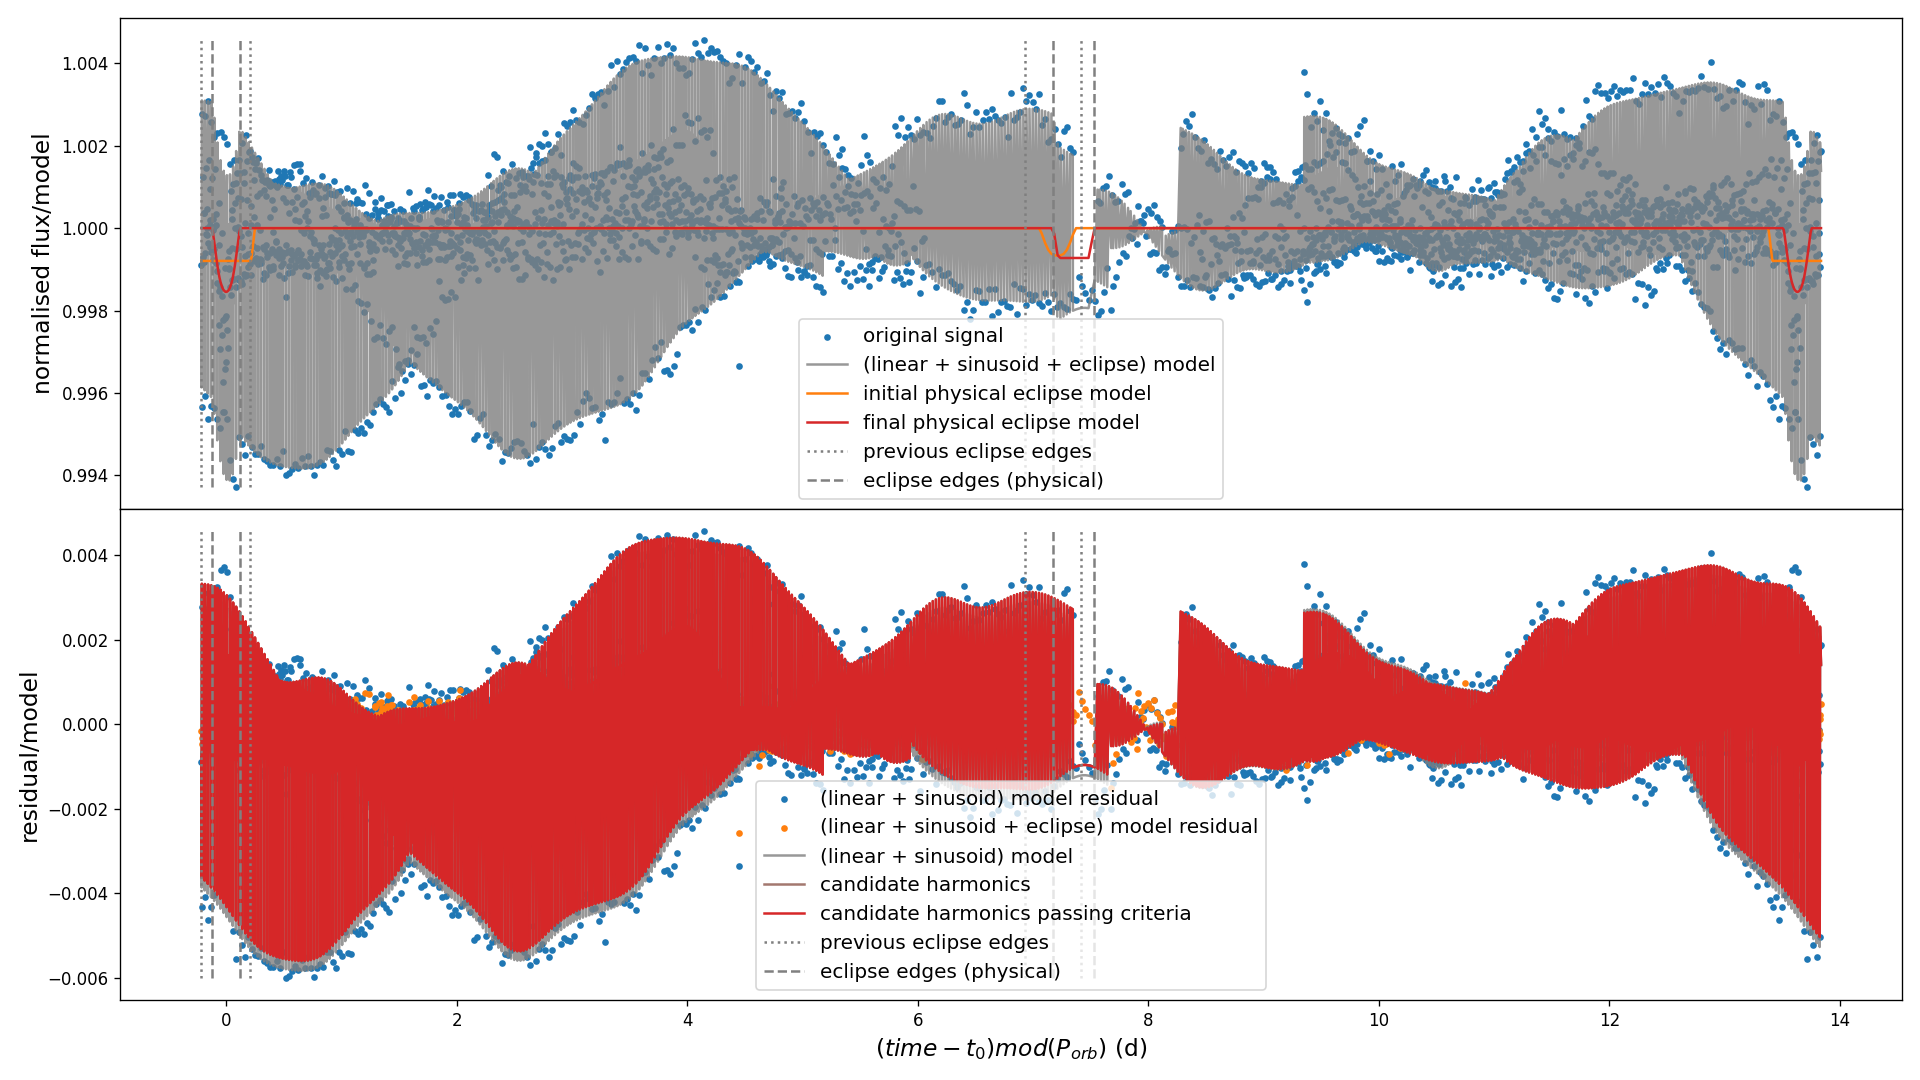 normalised flux/model
1.004
1.002
1.000
0.998
0.996
0.994
original signal
(linear + sinusoid + eclipse) model
initial physical eclipse model
final physical eclipse model
previous eclipse edges
eclipse edges (physical)
residual/model
0.004
0.002
0.000
−0.002
−0.004
−0.006
(linear + sinusoid) model residual
(linear + sinusoid + eclipse) model residual
(linear + sinusoid) model
candidate harmonics
candidate harmonics passing criteria
previous eclipse edges
eclipse edges (physical)
0 2 4 6 8 10 12 14
(time − t₀)mod(Pₒᵣb) (d)